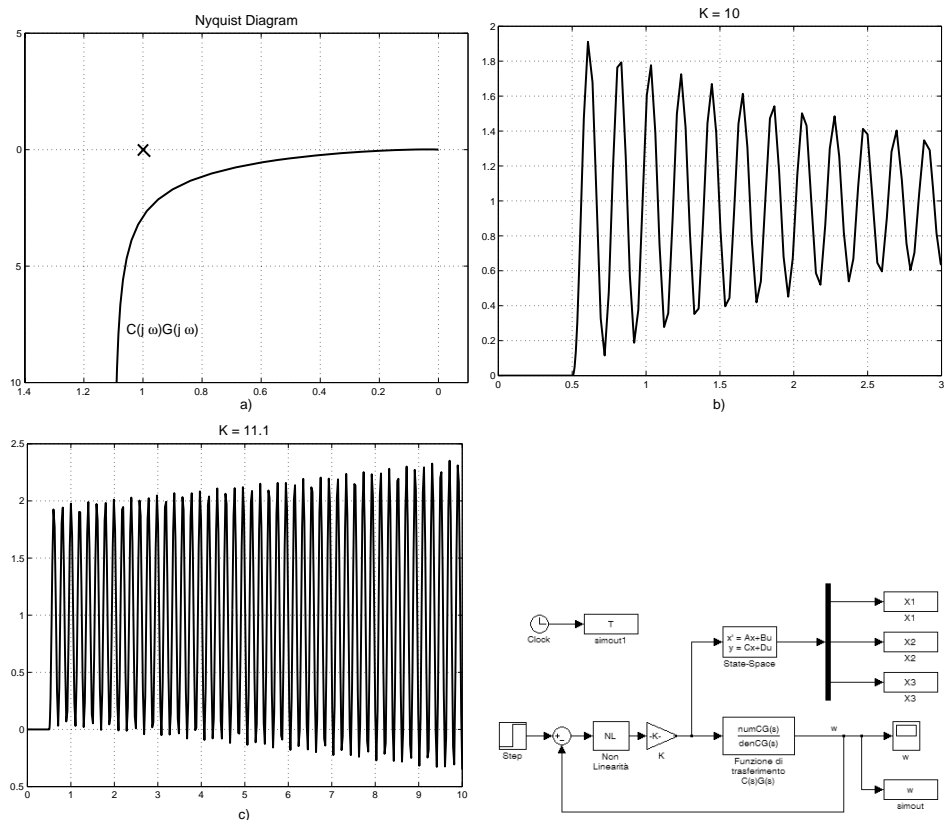 Nyquist Diagram
5
0
5
10
1.4
1.2
1
0.8
0.6
0.4
0.2
0
C(j ω)G(j ω)
a)
K = 10
2
1.8
1.6
1.4
1.2
1
0.8
0.6
0.4
0.2
0
0
0.5
1
1.5
2
2.5
3
b)
K = 11.1
2.5
2
1.5
1
0.5
0
0.5
0
1
2
3
4
5
6
7
8
9
10
c)
Clock
T
simout1
x' = Ax+Bu
y = Cx+Du
State-Space
X1
X1
X2
X2
X3
X3
Step
NL
Non
Linearità
-K-
K
numCG(s)
denCG(s)
Funzione di
trasferimento
C(s)G(s)
w
w
w
simout